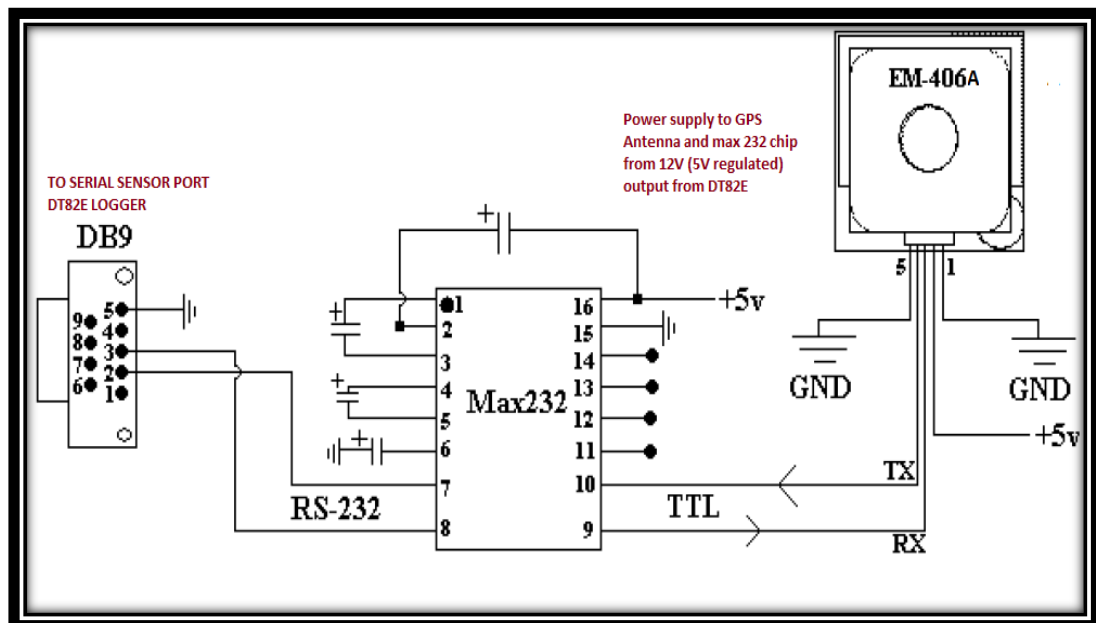 EM-406A
Power supply to GPS
Antenna and max 232 chip
from 12V (5V regulated)
output from DT82E
TO SERIAL SENSOR PORT
DT82E LOGGER
DB9
5
9
4
8
3
7
2
6
1
+
+
+
+
1
2
3
4
5
6
7
8
Max232
16
15
14
13
12
11
10
9
+5v
5
1
GND
GND
+5v
TX
RX
TTL
RS-232